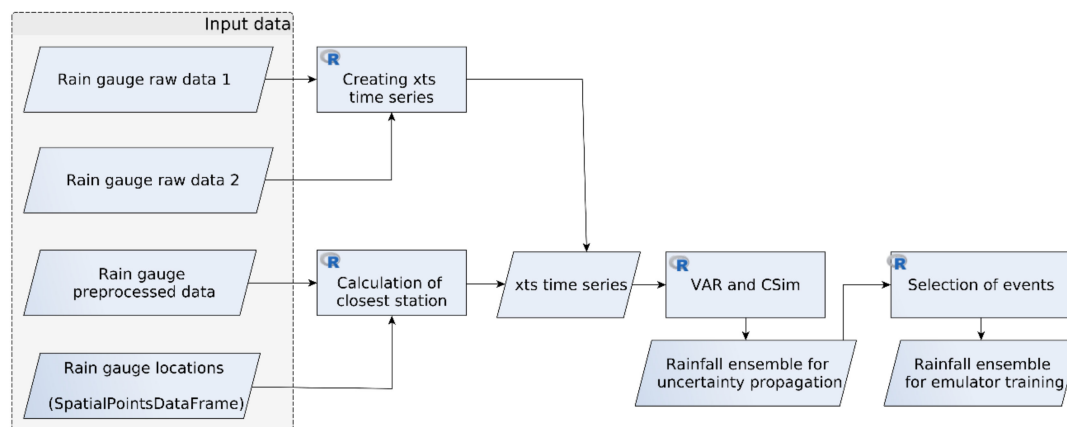 Input data
Rain gauge raw data 1
R
Creating xts
time series
Rain gauge raw data 2
Rain gauge
preprocessed data
R
Calculation of
closest station
xts time series
R
VAR and CSim
R
Selection of events
Rain gauge locations
(SpatialPointsDataFrame)
Rainfall ensemble for
uncertainty propagation
Rainfall ensemble
for emulator training